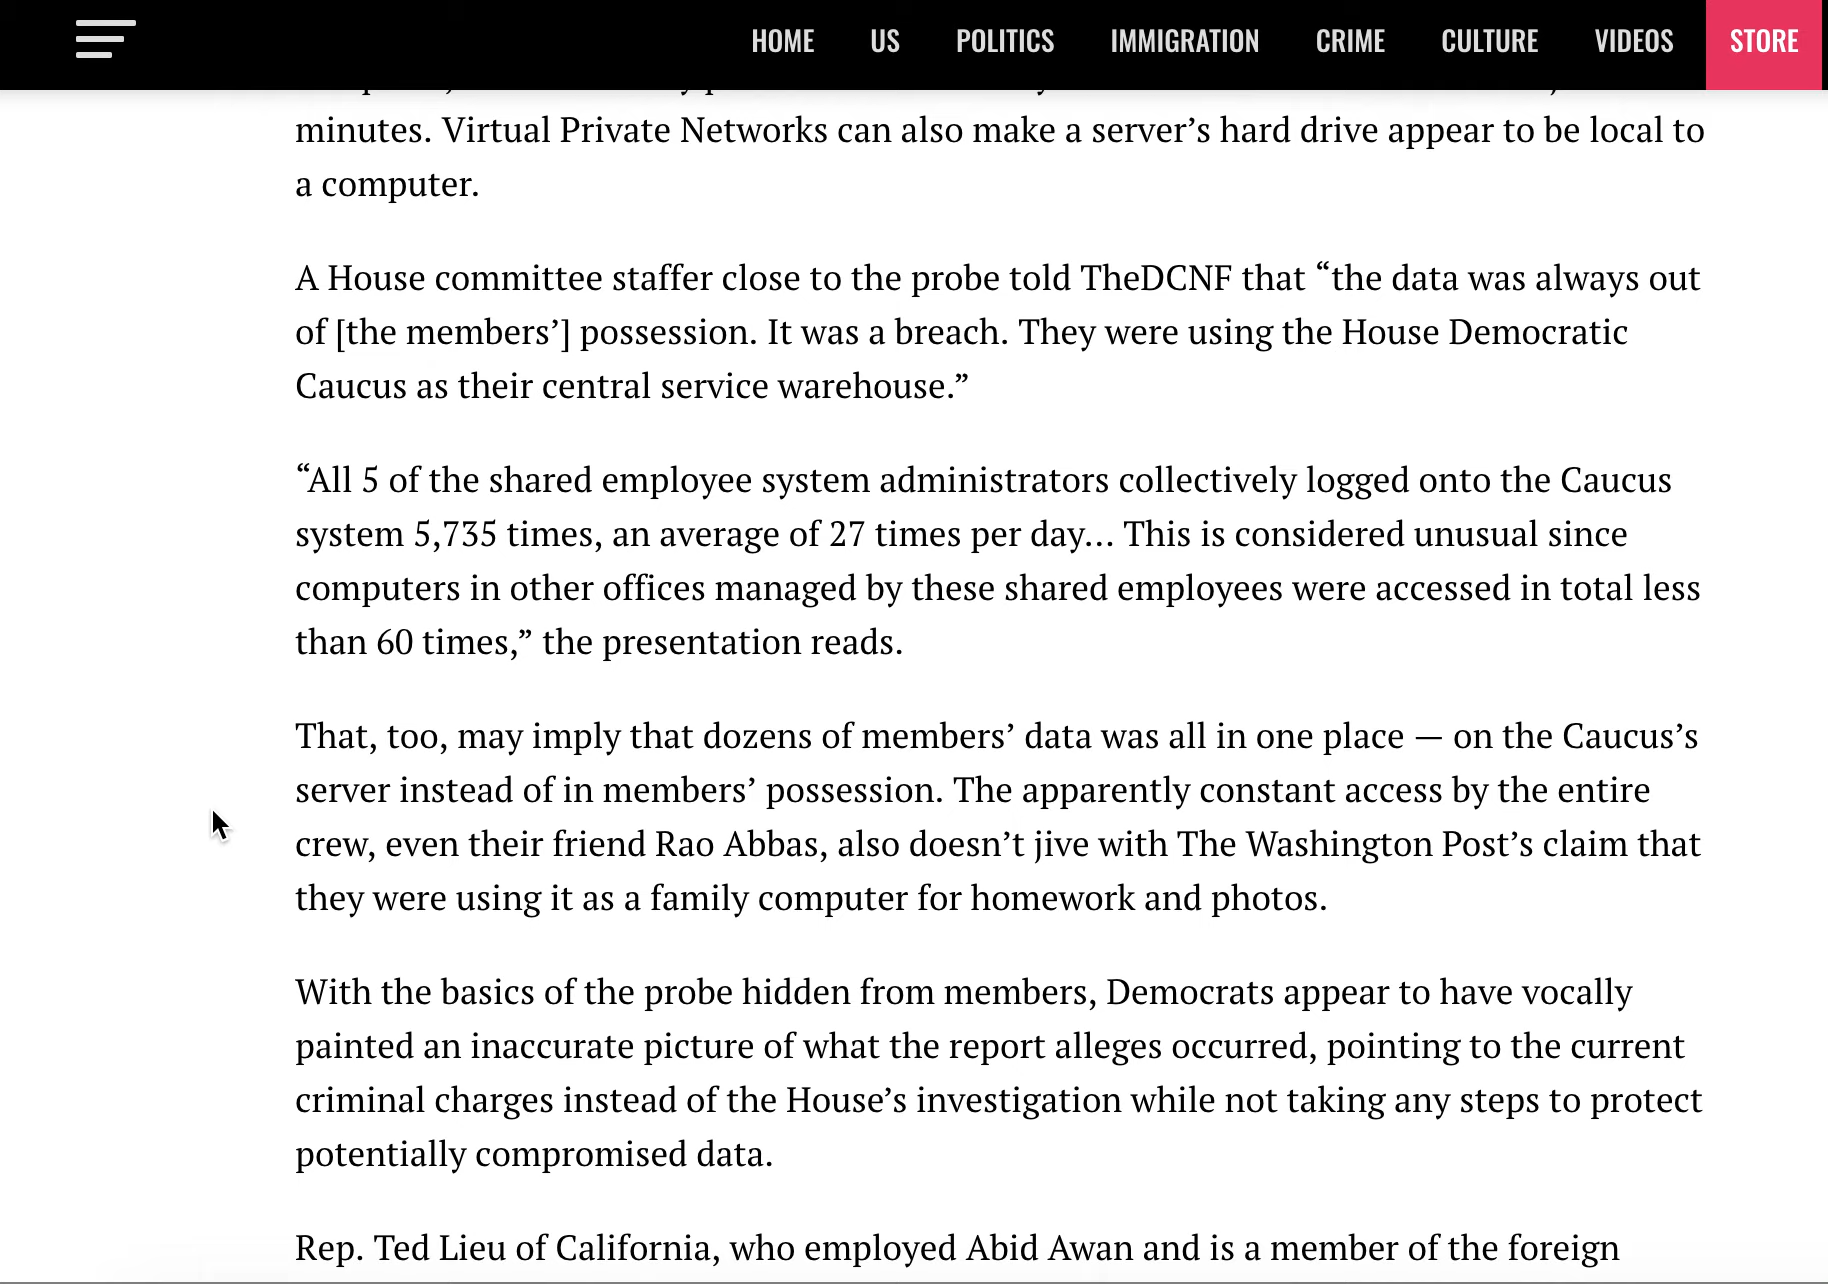 HOME US POLITICS IMMIGRATION CRIME CULTURE VIDEOS STORE
minutes. Virtual Private Networks can also make a server’s hard drive appear to be local to
a computer.
A House committee staffer close to the probe told TheDCNF that “the data was always out
of [the members’] possession. It was a breach. They were using the House Democratic
Caucus as their central service warehouse.”
“All 5 of the shared employee system administrators collectively logged onto the Caucus
system 5,735 times, an average of 27 times per day… This is considered unusual since
computers in other offices managed by these shared employees were accessed in total less
than 60 times,” the presentation reads.
That, too, may imply that dozens of members’ data was all in one place — on the Caucus’s
server instead of in members’ possession. The apparently constant access by the entire
crew, even their friend Rao Abbas, also doesn’t jive with The Washington Post’s claim that
they were using it as a family computer for homework and photos.
With the basics of the probe hidden from members, Democrats appear to have vocally
painted an inaccurate picture of what the report alleges occurred, pointing to the current
criminal charges instead of the House’s investigation while not taking any steps to protect
potentially compromised data.
Rep. Ted Lieu of California, who employed Abid Awan and is a member of the foreign